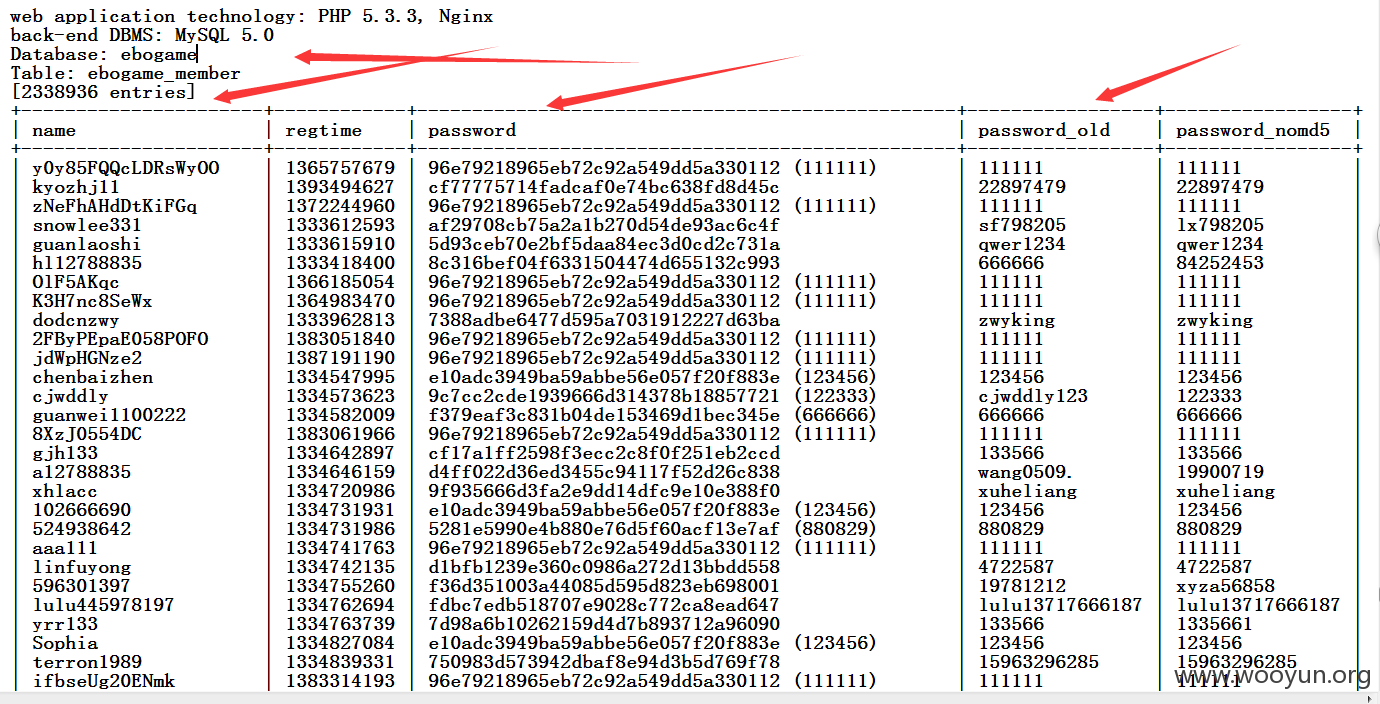 web application technology: PHP 5.3.3, Nginx
back-end DBMS: MySQL 5.0
Database: ebogame
Table: ebogame_member
[2338936 entries]
name | regtime | password | password_old | password_nomd5
y0y85FQQcLDRsWyOO | 1365757679 | 96e79218965eb72c92a549dd5a330112 (111111) | 111111 | 111111
kyozhj11 | 1393494627 | cf77775714fadcaf0e74bc638fd8d45c | 22897479 | 22897479
zNeFhAHdDtKiFGq | 1372244960 | 96e79218965eb72c92a549dd5a330112 (111111) | 111111 | 111111
snowlee331 | 1333612593 | af29708cb75a2a1b270d54de93ac6c4f | sf798205 | lx798205
guanlaoshi | 1333615910 | 5d93ceb70e2bf5daa84ec3d0cd2c731a | qwer1234 | qwer1234
hl12788835 | 1333418400 | 8c316bef04f6331504474d655132c993 | 666666 | 84252453
OlF5AKqc | 1366185054 | 96e79218965eb72c92a549dd5a330112 (111111) | 111111 | 111111
K3H7nc8SeWx | 1364983470 | 96e79218965eb72c92a549dd5a330112 (111111) | 111111 | 111111
dodcnzwy | 1333962813 | 7388adbe6477d595a7031912227d63ba | zwyking | zwyking
2FByPEpaE058POFO | 1383051840 | 96e79218965eb72c92a549dd5a330112 (111111) | 111111 | 111111
jdWpHGNze2 | 1387191190 | 96e79218965eb72c92a549dd5a330112 (111111) | 111111 | 111111
chenbaizhen | 1334547995 | e10adc3949ba59abbe56e057f20f883e (123456) | 123456 | 123456
cjwddly | 1334573623 | 9c7cc2cde1939666d314378b18857721 (122333) | cjwddly123 | 122333
guanwei1100222 | 1334582009 | f379eaf3c831b04de153469d1bec345e (666666) | 666666 | 666666
8XzJ0554DC | 1383061966 | 96e79218965eb72c92a549dd5a330112 (111111) | 111111 | 111111
gjh133 | 1334642897 | cf17a1ff2598f3ecc2c8f0f251eb2ccd | 133566 | 133566
a12788835 | 1334646159 | d4ff022d36ed3455c94117f52d26c838 | wang0509. | 19900719
xhlacc | 1334720986 | 9f935666d3fa2e9dd14dfc9e10e388f0 | xuheliang | xuheliang
102666690 | 1334731931 | e10adc3949ba59abbe56e057f20f883e (123456) | 123456 | 123456
524938642 | 1334731986 | 5281e5990e4b880e76d5f60acf13e7af (880829) | 880829 | 880829
aaa111 | 1334741763 | 96e79218965eb72c92a549dd5a330112 (111111) | 111111 | 111111
linfuyong | 1334742135 | d1bfb1239e360c0986a272d13bbdd558 | 4722587 | 4722587
596301397 | 1334755260 | f36d351003a44085d595d823eb698001 | 19781212 | xyza56858
lulu445978197 | 1334762694 | fdbc7edb518707e9028c772ca8ead647 | lulu13717666187 | lulu13717666187
yrr133 | 1334763739 | 7d98a6b10262159d4d7b893712a96090 | 133566 | 1335661
Sophia | 1334827084 | e10adc3949ba59abbe56e057f20f883e (123456) | 123456 | 123456
terron1989 | 1334839331 | 750983d573942dbaf8e94d3b5d769f78 | 15963296285 | 15963296285
ifbseUg20ENmk | 1383314193 | 96e79218965eb72c92a549dd5a330112 (111111) | 111111 | 111111
www.wooyun.org